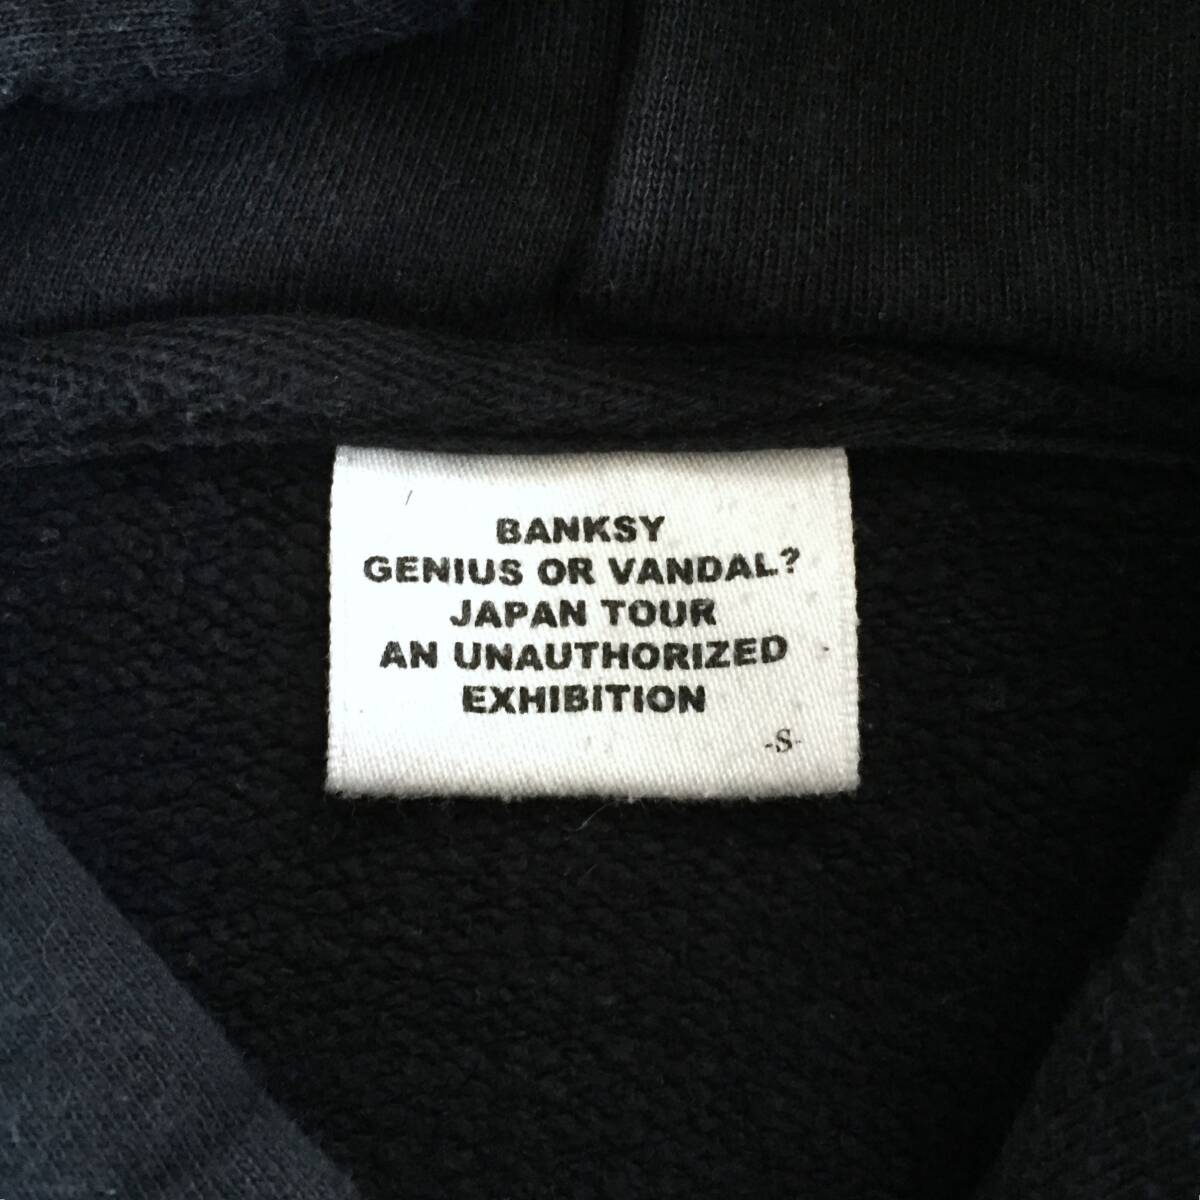 BANKSY
GENIUS OR VANDAL?
JAPAN TOUR
AN UNAUTHORIZED
EXHIBITION
-S-